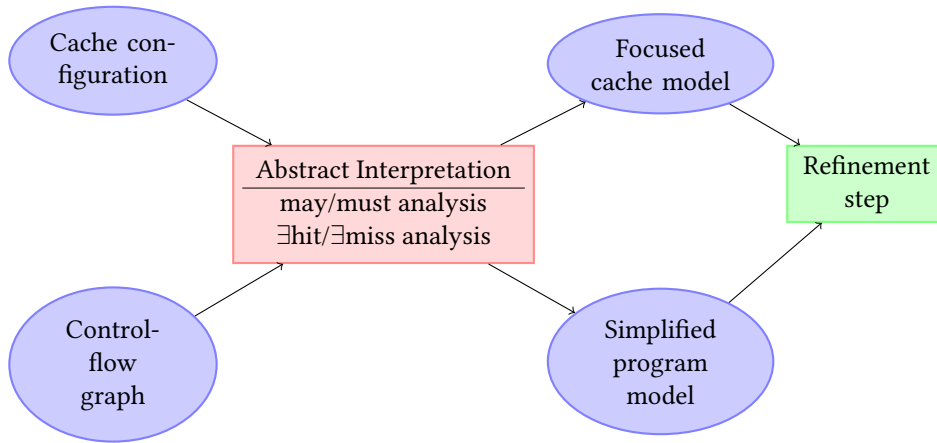 Cache con-
figuration
Focused
cache model
Abstract Interpretation
may/must analysis
∃hit/∃miss analysis
Refinement
step
Control-
flow
graph
Simplified
program
model